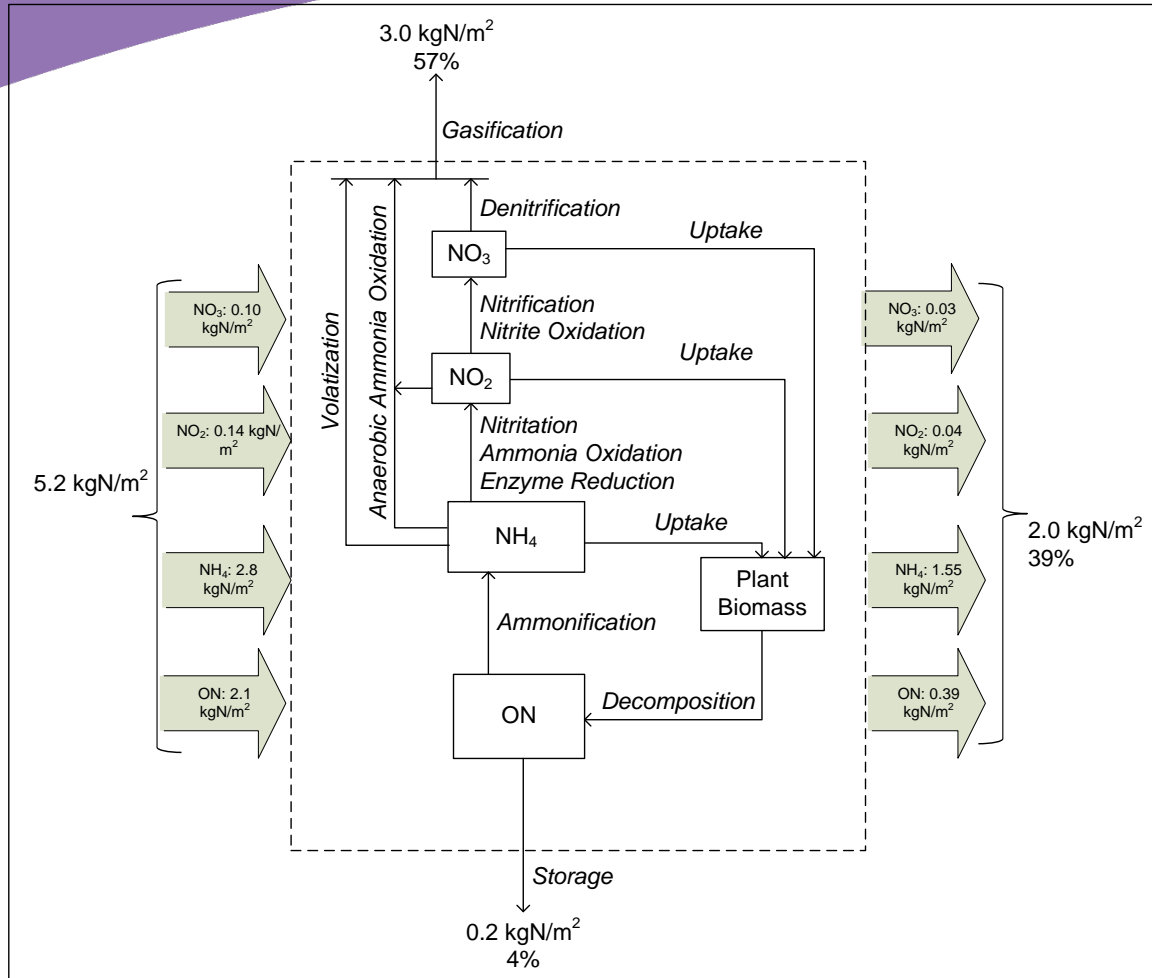 3.0 kgN/m²
57%
Gasification
Denitrification
Uptake
NO₃
Anaerobic Ammonia Oxidation
Volatization
NO₃: 0.10
kgN/m²
NO₃: 0.03
kgN/m²
Nitrification
Nitrite Oxidation
Uptake
NO₂
NO₂: 0.14 kgN/
m²
NO₂: 0.04
kgN/m²
Nitritation
Ammonia Oxidation
Enzyme Reduction
5.2 kgN/m²
2.0 kgN/m²
39%
NH₄
Uptake
NH₄: 2.8
kgN/m²
NH₄: 1.55
kgN/m²
Plant
Biomass
Ammonification
ON: 2.1
kgN/m²
ON
Decomposition
ON: 0.39
kgN/m²
Storage
0.2 kgN/m²
4%